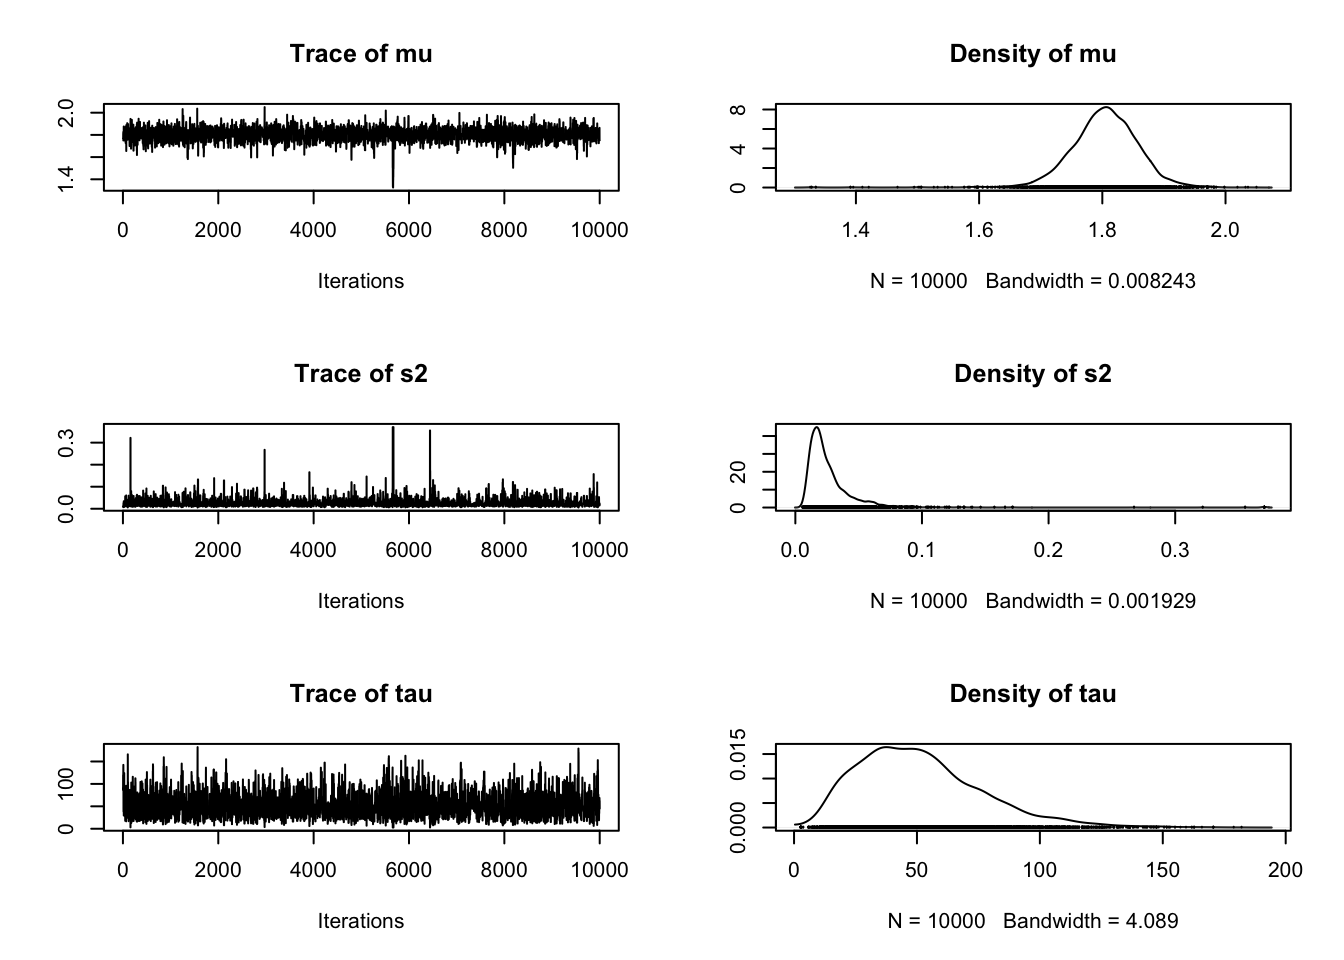 Trace of mu
2.0
1.4
0 2000 4000 6000 8000 10000
Iterations
Density of mu
8
4
0
1.4 1.6 1.8 2.0
N = 10000 Bandwidth = 0.008243
Trace of s2
0.3
0.0
0 2000 4000 6000 8000 10000
Iterations
Density of s2
20
0
0.0 0.1 0.2 0.3
N = 10000 Bandwidth = 0.001929
Trace of tau
100
0
0 2000 4000 6000 8000 10000
Iterations
Density of tau
0.015
0.000
0 50 100 150 200
N = 10000 Bandwidth = 4.089